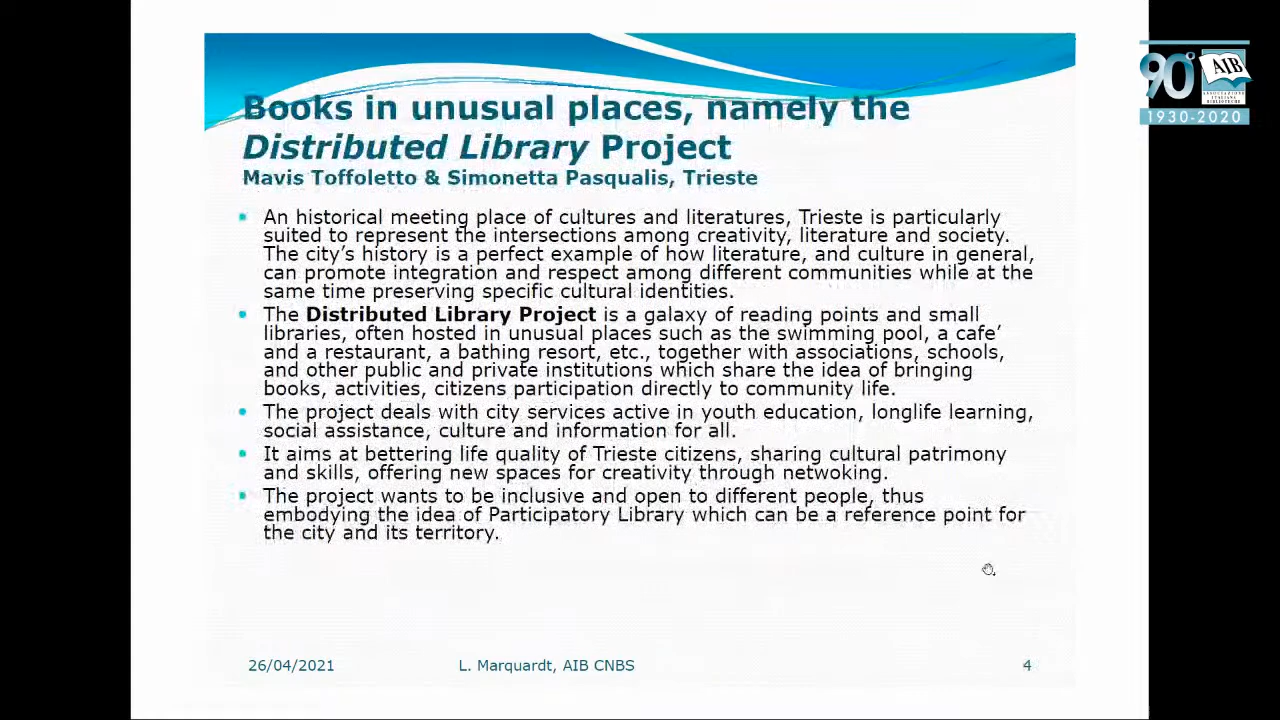 Books in unusual places, namely the
Distributed Library Project
Mavis Toffoletto & Simonetta Pasqualis, Trieste
• An historical meeting place of cultures and literatures, Trieste is particularly
suited to represent the intersections among creativity, literature and society.
The city’s history is a perfect example of how literature, and culture in general,
can promote integration and respect among different communities while at the
same time preserving specific cultural identities.
• The Distributed Library Project is a galaxy of reading points and small
libraries, often hosted in unusual places such as the swimming pool, a cafe’
and a restaurant, a bathing resort, etc., together with associations, schools,
and other public and private institutions which share the idea of bringing
books, activities, citizens participation directly to community life.
• The project deals with city services active in youth education, longlife learning,
social assistance, culture and information for all.
• It aims at bettering life quality of Trieste citizens, sharing cultural patrimony
and skills, offering new spaces for creativity through netwoking.
• The project wants to be inclusive and open to different people, thus
embodying the idea of Participatory Library which can be a reference point for
the city and its territory.
26/04/2021
L. Marquardt, AIB CNBS
4
90°
AIB
ASSOCIAZIONE
ITALIANA
BIBLIOTECHE
1930-2020